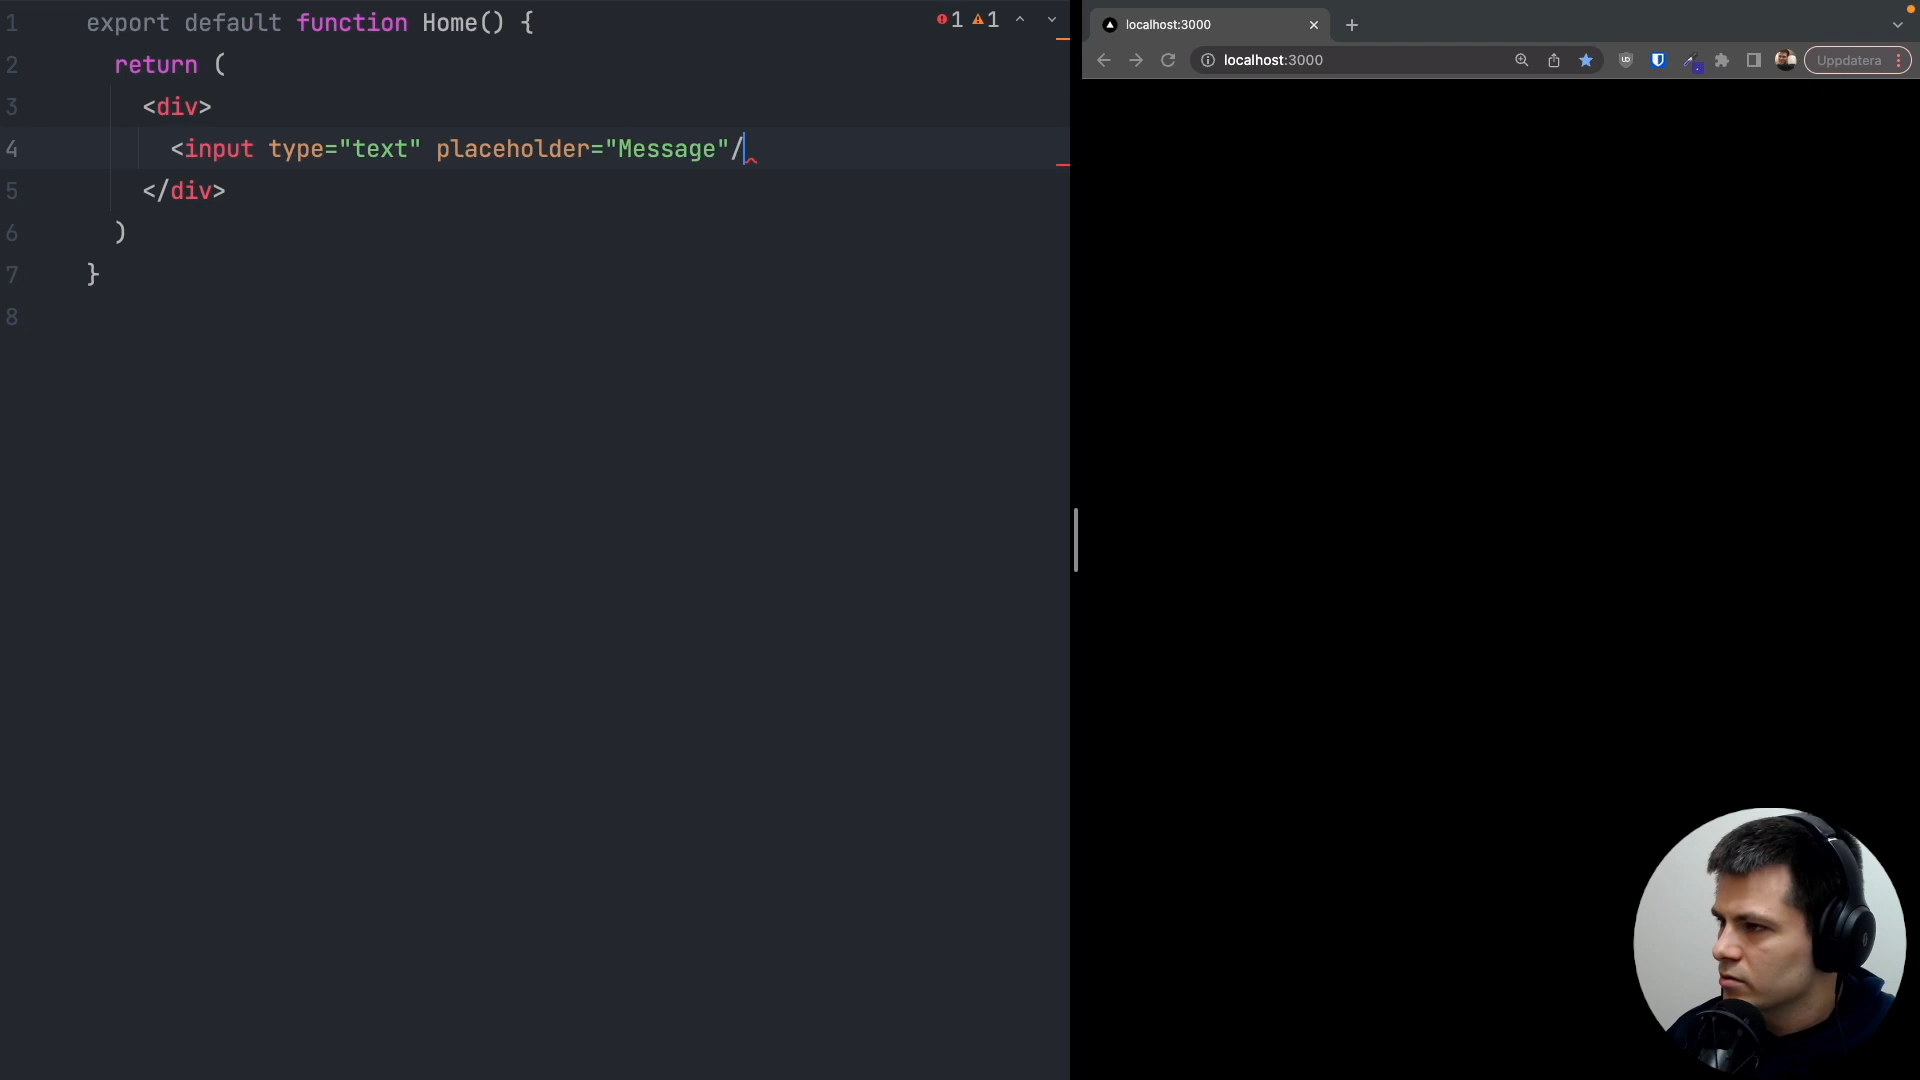 1 export default function Home() {
2 return (
3 <div>
4 <input type="text" placeholder="Message"/
5 </div>
6 )
7 }
8
1 1
localhost:3000
localhost:3000
Uppdatera